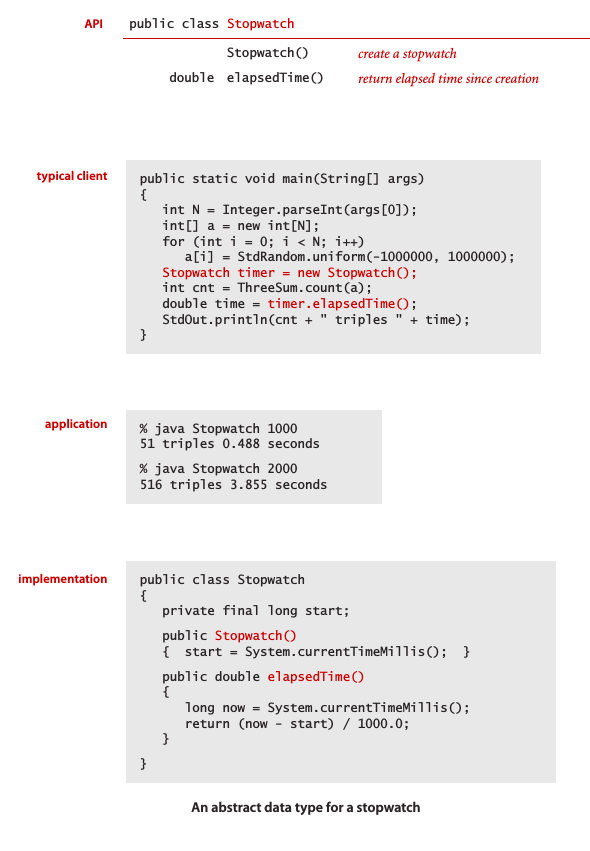 API public class Stopwatch
Stopwatch() create a stopwatch
double elapsedTime() return elapsed time since creation
typical client
public static void main(String[] args)
{
int N = Integer.parseInt(args[0]);
int[] a = new int[N];
for (int i = 0; i < N; i++)
a[i] = StdRandom.uniform(-1000000, 1000000);
Stopwatch timer = new Stopwatch();
int cnt = ThreeSum.count(a);
double time = timer.elapsedTime();
StdOut.println(cnt + " triples " + time);
}
application
% java Stopwatch 1000
51 triples 0.488 seconds
% java Stopwatch 2000
516 triples 3.855 seconds
implementation
public class Stopwatch
{
private final long start;
public Stopwatch()
{ start = System.currentTimeMillis(); }
public double elapsedTime()
{
long now = System.currentTimeMillis();
return (now - start) / 1000.0;
}
}
An abstract data type for a stopwatch